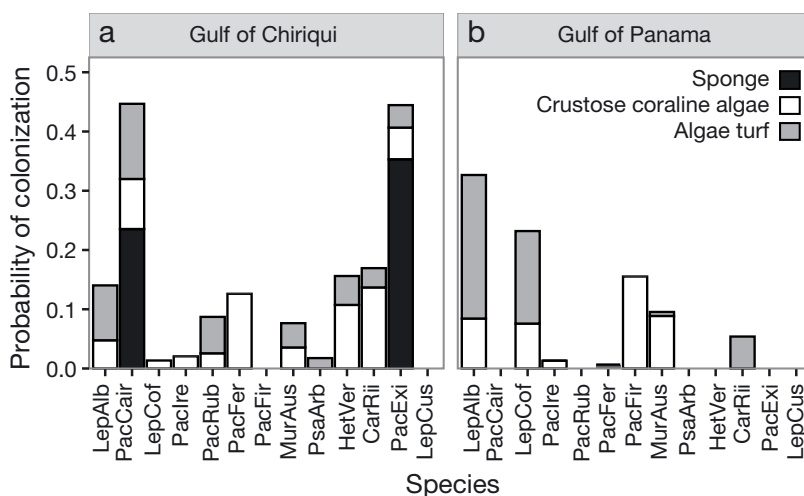 a Gulf of Chiriqui
b Gulf of Panama
Probability of colonization
0.5
0.4
0.3
0.2
0.1
0.0
Sponge
Crustose coraline algae
Algae turf
LepAlb
PacCair
LepCof
PacIre
PacRub
PacFer
PacFir
MurAus
PsaArb
HetVer
CarRii
PacExi
LepCus
LepAlb
PacCair
LepCof
PacIre
PacRub
PacFer
PacFir
MurAus
PsaArb
HetVer
CarRii
PacExi
LepCus
Species